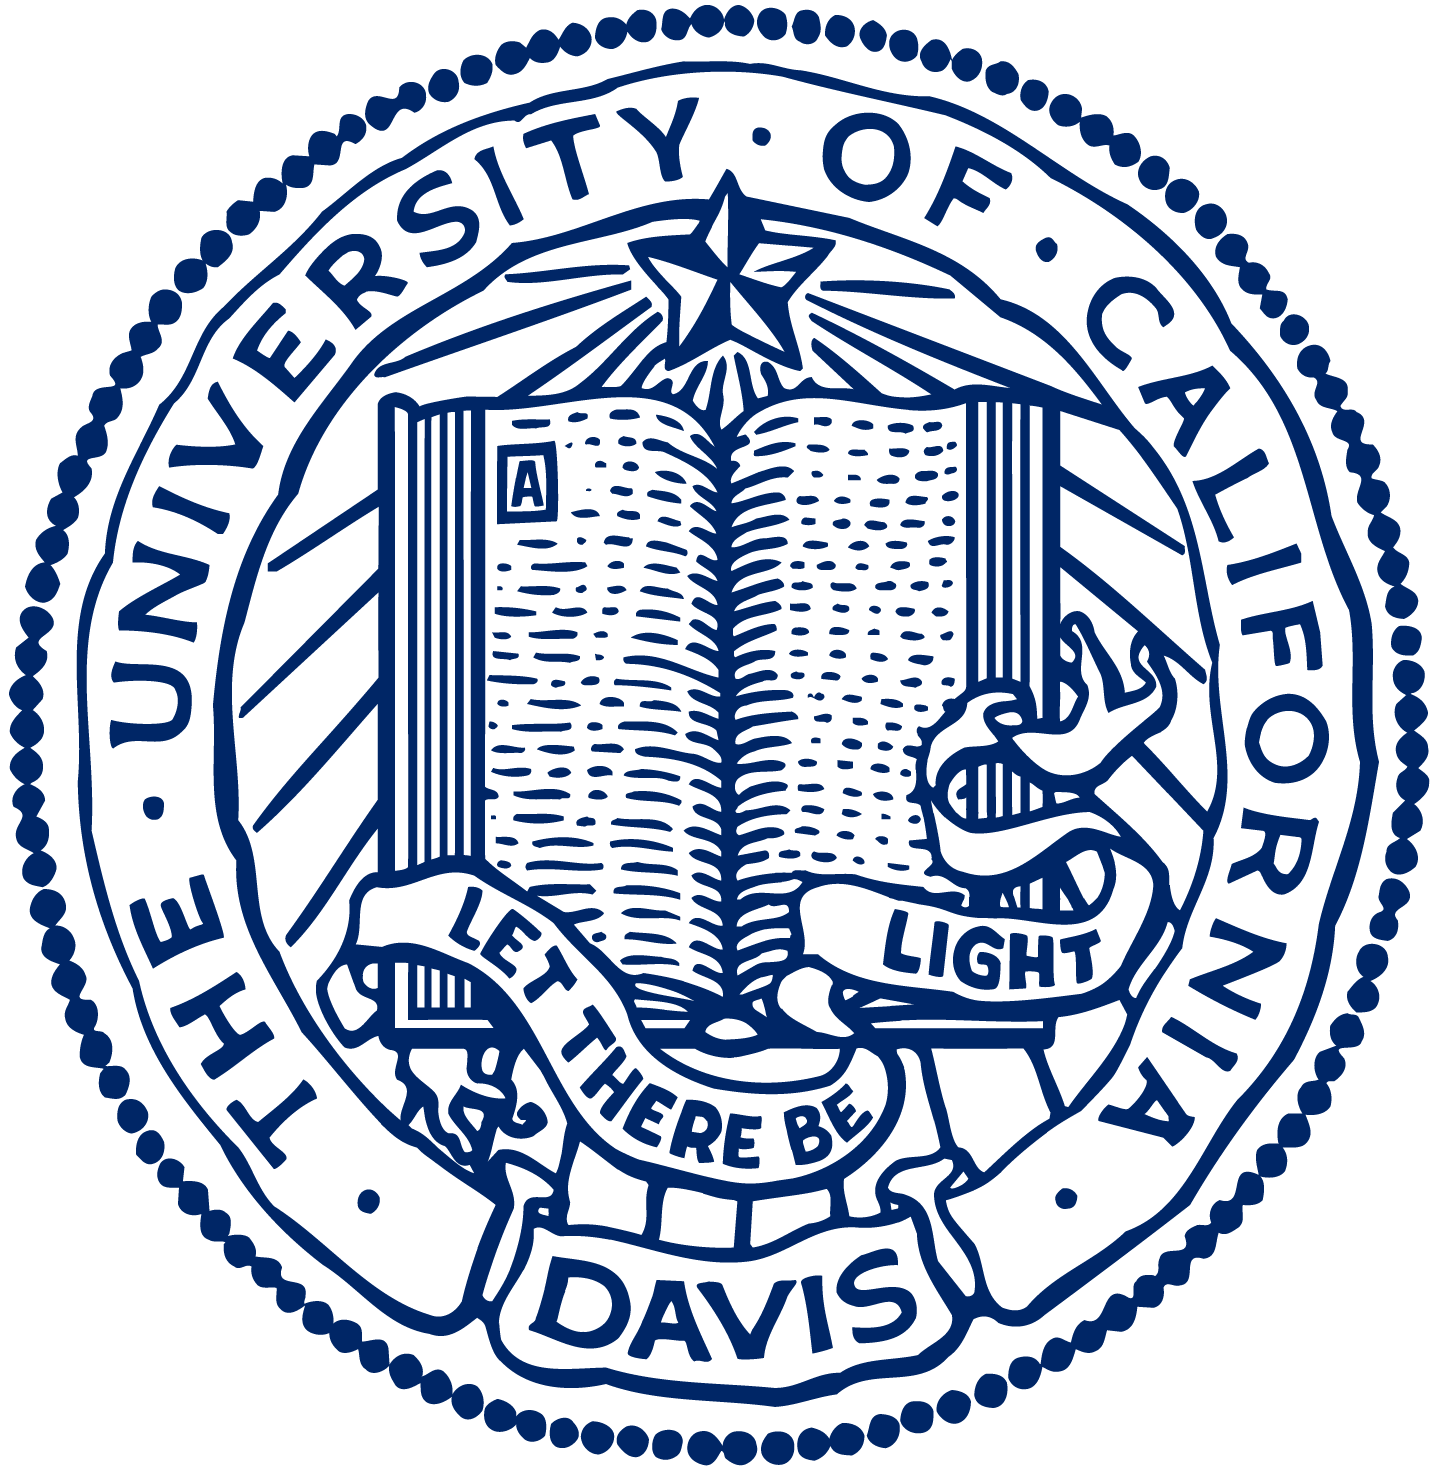 · THE · UNIVERSITY · OF · CALIFORNIA ·
A
LET THERE BE
LIGHT
DAVIS